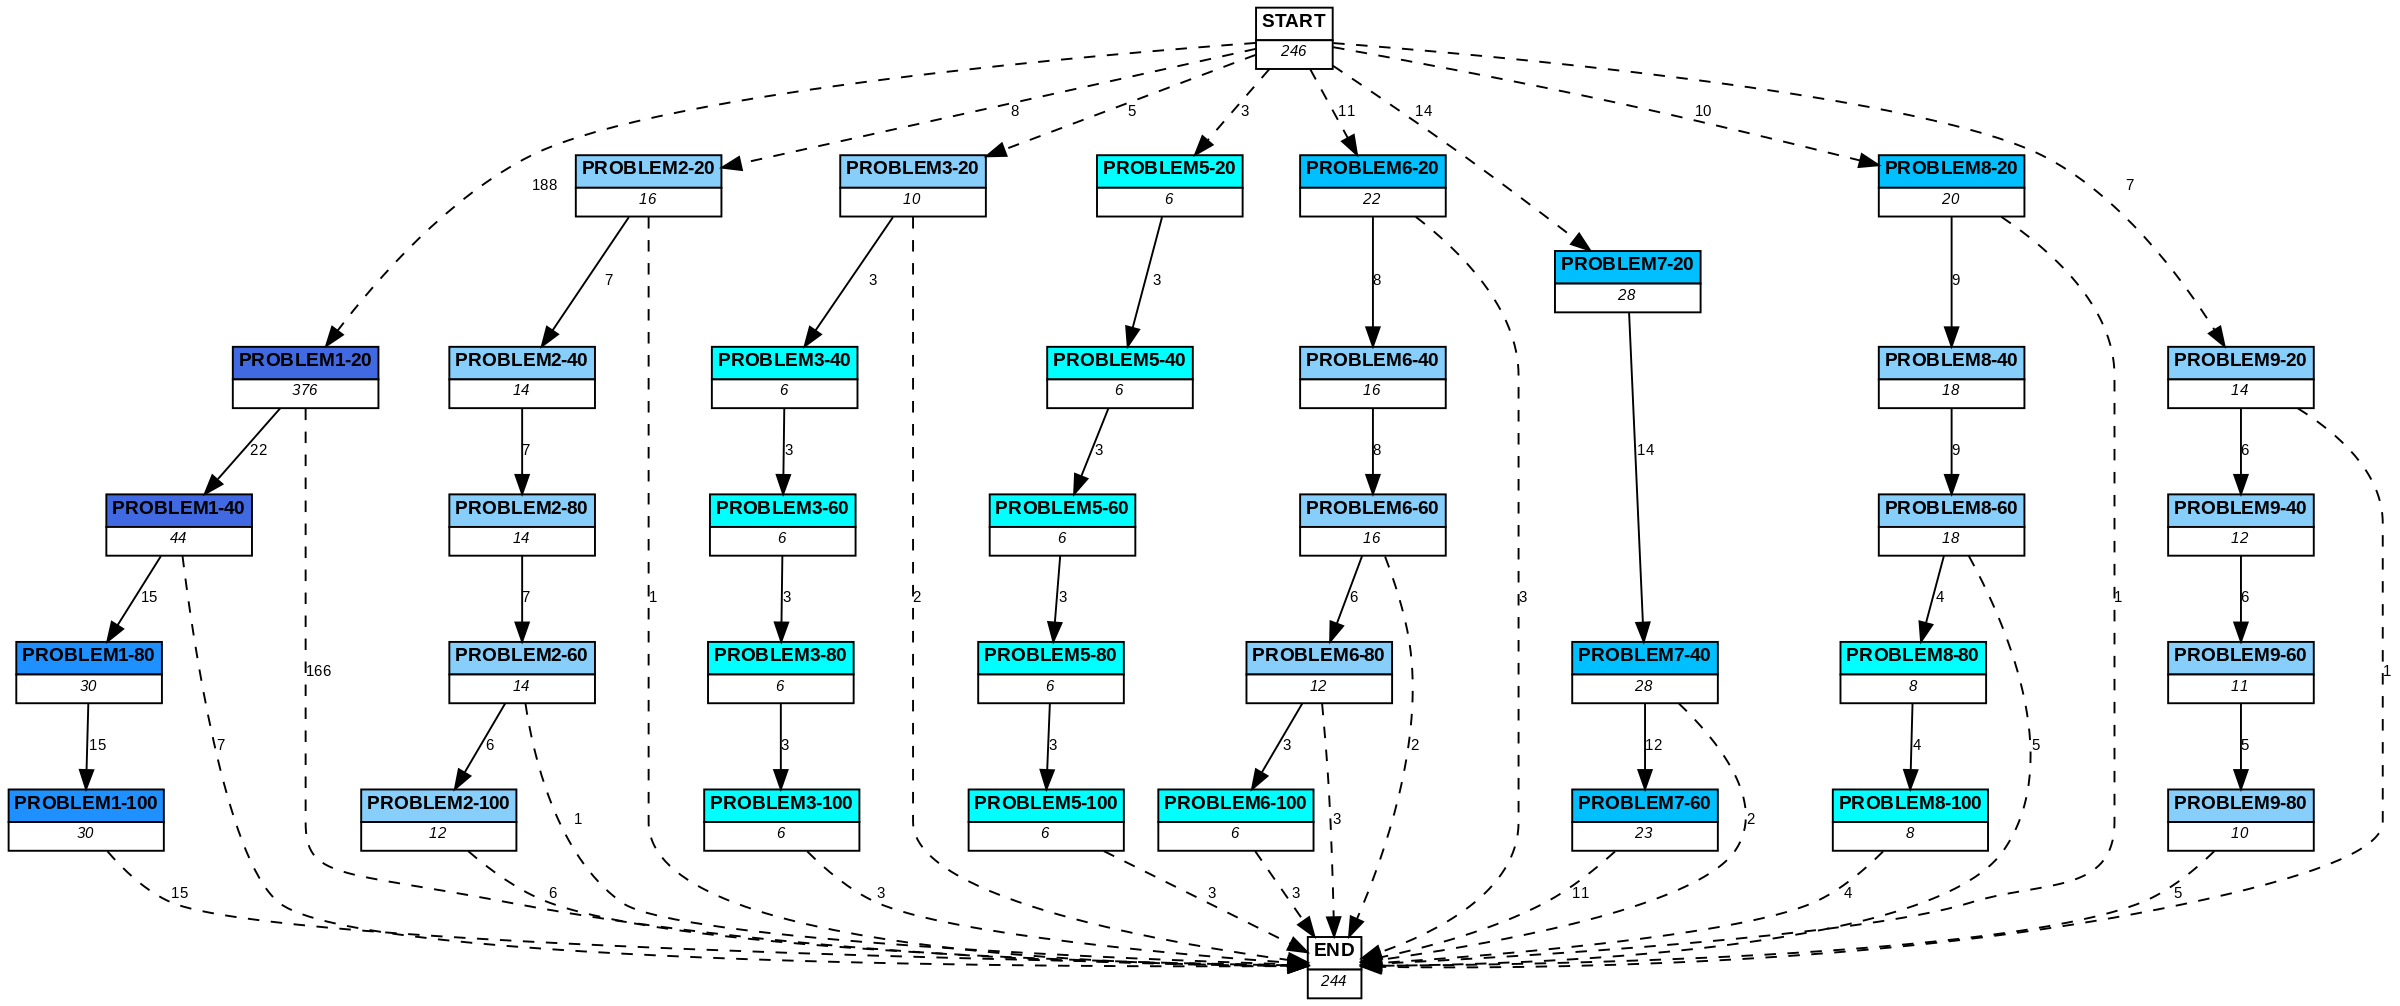 START
246
8
5
3
11
14
10
PROBLEM2-20
16
PROBLEM3-20
10
PROBLEM5-20
6
PROBLEM6-20
22
PROBLEM8-20
20
188
7
PROBLEM7-20
28
7
3
3
8
9
PROBLEM1-20
376
PROBLEM2-40
14
PROBLEM3-40
6
PROBLEM5-40
6
PROBLEM6-40
16
PROBLEM8-40
18
PROBLEM9-20
14
22
7
3
3
8
14
9
6
PROBLEM1-40
44
PROBLEM2-80
14
PROBLEM3-60
6
PROBLEM5-60
6
PROBLEM6-60
16
PROBLEM8-60
18
PROBLEM9-40
12
15
7
1
3
2
3
6
3
4
1
6
PROBLEM1-80
30
166
PROBLEM2-60
14
PROBLEM3-80
6
PROBLEM5-80
6
PROBLEM6-80
12
PROBLEM7-40
28
PROBLEM8-80
8
PROBLEM9-60
11
1
15
7
6
3
3
3
2
12
4
5
5
PROBLEM1-100
30
PROBLEM2-100
12
1
PROBLEM3-100
6
PROBLEM5-100
6
PROBLEM6-100
6
3
PROBLEM7-60
23
2
PROBLEM8-100
8
PROBLEM9-80
10
15
6
3
3
3
11
4
5
END
244